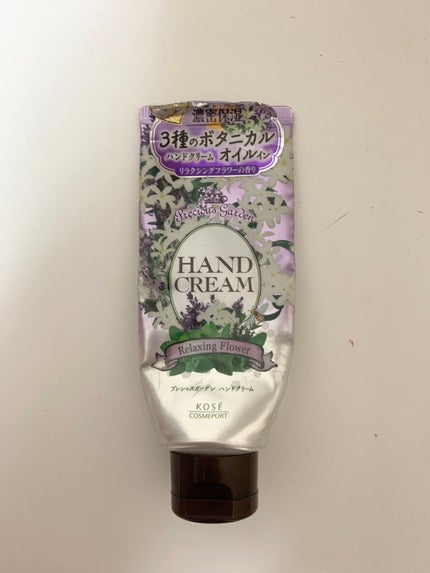 濃密保湿
3種のボタニカル
ハンドクリーム オイルイン
リラクシングフラワーの香り
Precious Garden
HAND
CREAM
Relaxing Flower
プレシャスガーデン ハンドクリーム
KOSÉ
COSMEPORT